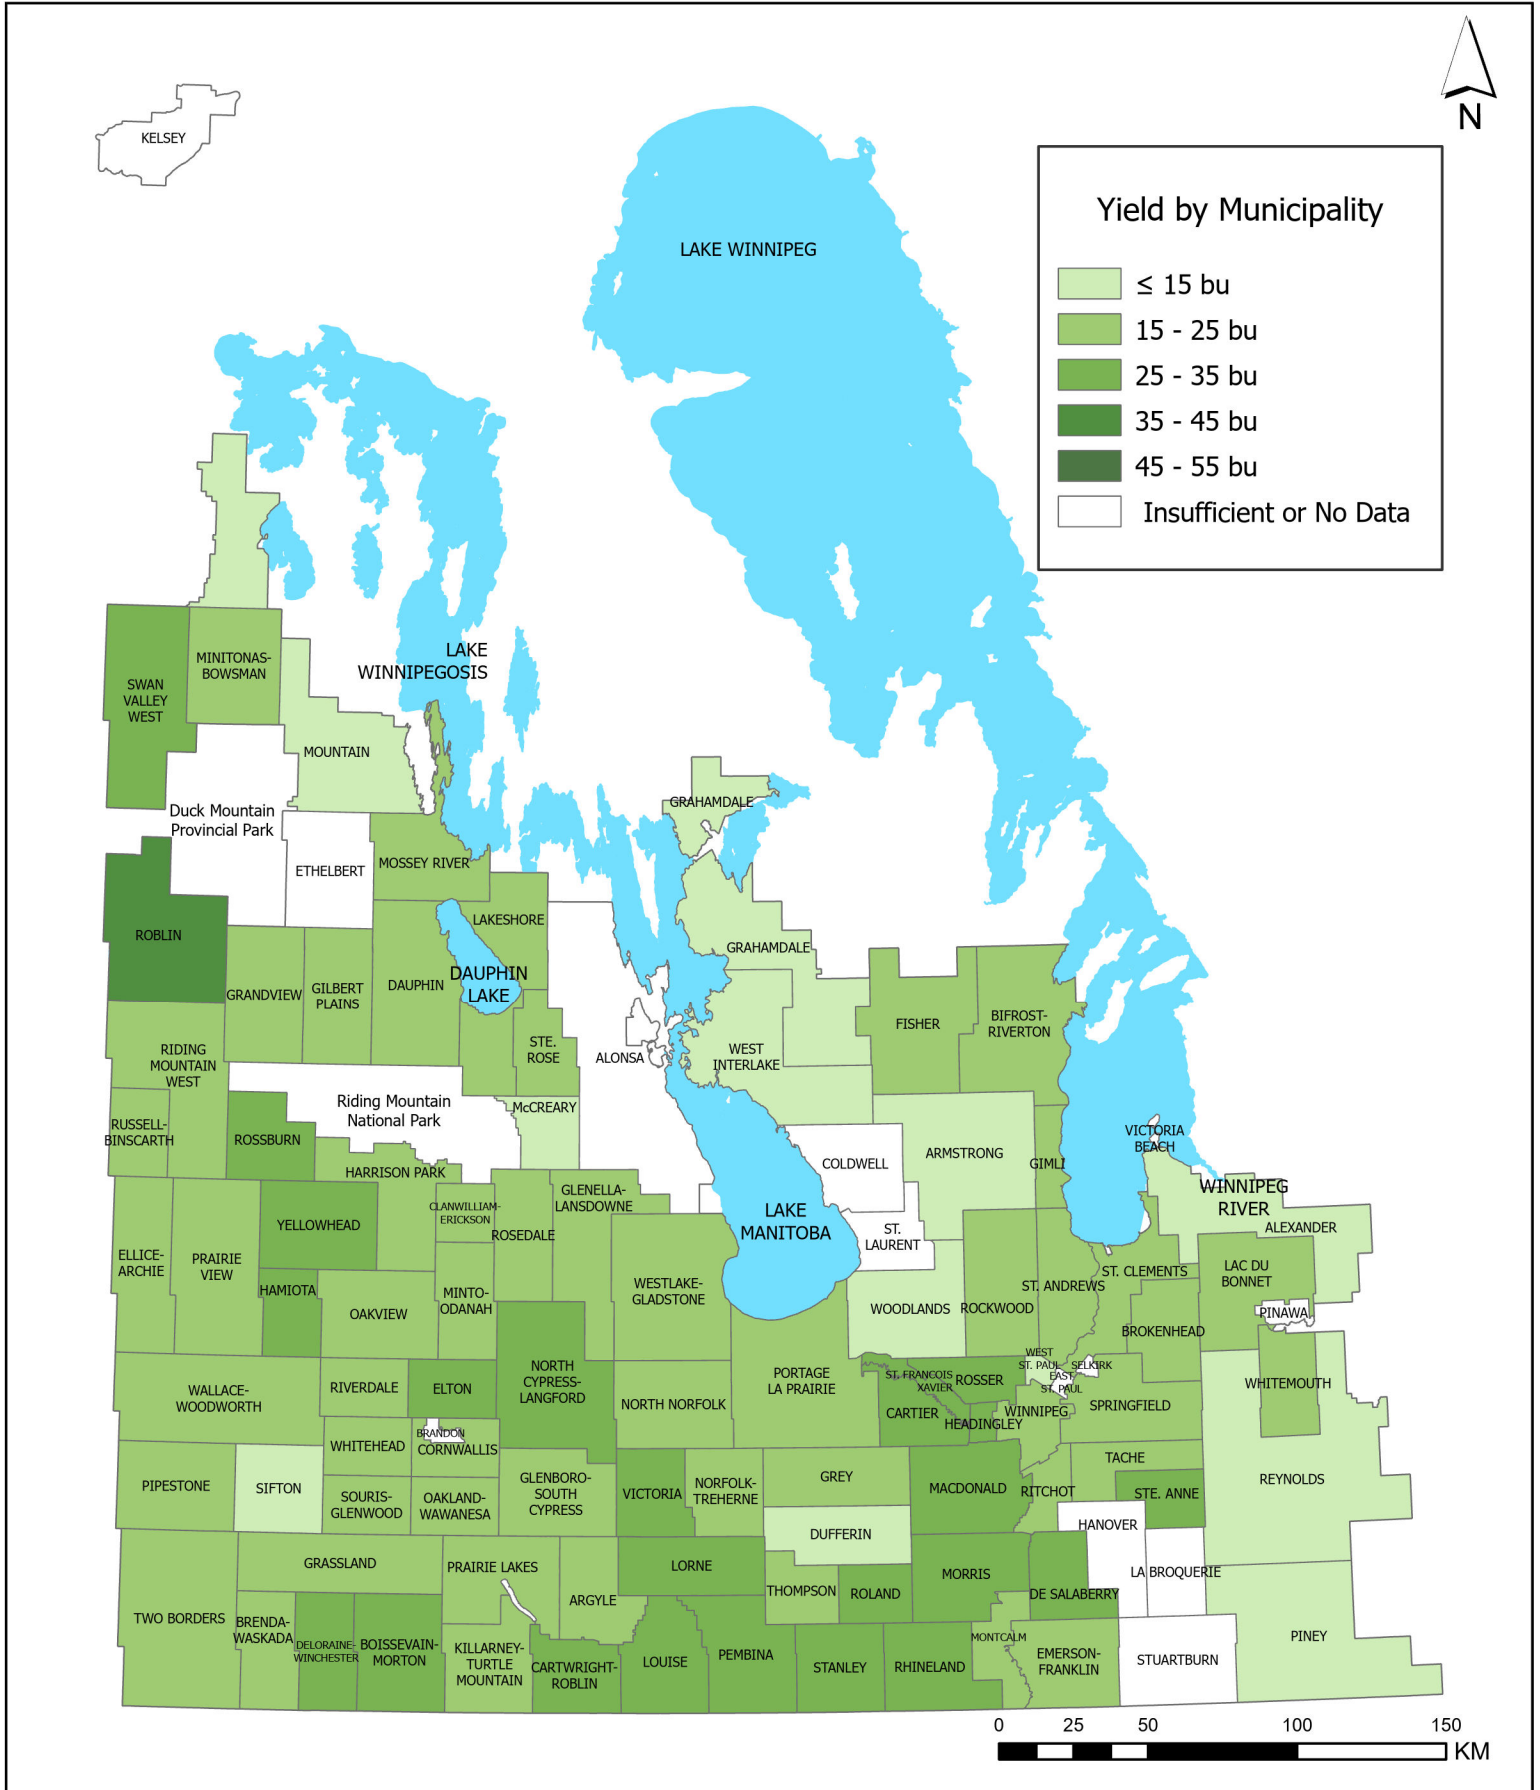 N
KELSEY
Yield by Municipality
≤ 15 bu
15 - 25 bu
25 - 35 bu
35 - 45 bu
45 - 55 bu
Insufficient or No Data
LAKE WINNIPEG
LAKE
WINNIPEGOSIS
MINITONAS-
BOWSMAN
SWAN
VALLEY
WEST
MOUNTAIN
Duck Mountain
Provincial Park
ETHELBERT
MOSSEY RIVER
GRAHAMDALE
ROBLIN
LAKESHORE
GRAHAMDALE
GRANDVIEW
GILBERT
PLAINS
DAUPHIN
DAUPHIN
LAKE
FISHER
BIFROST-
RIVERTON
RIDING
MOUNTAIN
WEST
STE.
ROSE
ALONSA
WEST
INTERLAKE
Riding Mountain
National Park
McCREARY
RUSSELL-
BINSCARTH
ROSSBURN
HARRISON PARK
COLDWELL
ARMSTRONG
GIMLI
VICTORIA
BEACH
CLANWILLIAM-
ERICKSON
GLENELLA-
LANSDOWNE
WINNIPEG
RIVER
ALEXANDER
YELLOWHEAD
ROSEDALE
LAKE
MANITOBA
ST.
LAURENT
ELLICE-
ARCHIE
PRAIRIE
VIEW
HAMIOTA
OAKVIEW
MINTO-
ODANAH
WESTLAKE-
GLADSTONE
WOODLANDS
ROCKWOOD
ST. ANDREWS
ST. CLEMENTS
LAC DU
BONNET
PINAWA
BROKENHEAD
WALLACE-
WOODWORTH
RIVERDALE
ELTON
NORTH
CYPRESS-
LANGFORD
NORTH NORFOLK
PORTAGE
LA PRAIRIE
ST. FRANCOIS
XAVIER
ROSSER
WEST
ST. PAUL
SELKIRK
EAST
ST. PAUL
WHITEMOUTH
CARTIER
HEADINGLEY
WINNIPEG
SPRINGFIELD
BRANDON
CORNWALLIS
WHITEHEAD
PIPESTONE
SIFTON
SOURIS-
GLENWOOD
OAKLAND-
WAWANESA
GLENBORO-
SOUTH
CYPRESS
VICTORIA
NORFOLK-
TREHERNE
GREY
MACDONALD
RITCHOT
TACHE
STE. ANNE
REYNOLDS
DUFFERIN
HANOVER
GRASSLAND
PRAIRIE LAKES
ARGYLE
LORNE
THOMPSON
ROLAND
MORRIS
DE SALABERRY
LA BROQUERIE
TWO BORDERS
BRENDA-
WASKADA
DELORAINE-
WINCHESTER
BOISSEVAIN-
MORTON
KILLARNEY-
TURTLE
MOUNTAIN
CARTWRIGHT-
ROBLIN
LOUISE
PEMBINA
STANLEY
RHINELAND
MONTCALM
EMERSON-
FRANKLIN
STUARTBURN
PINEY
0 25 50 100 150
KM